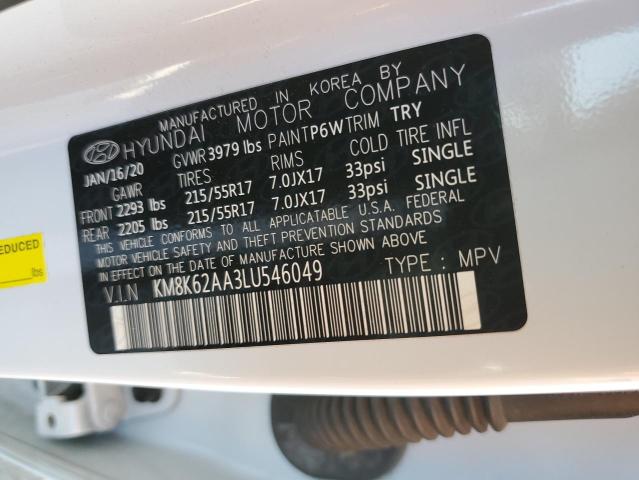 MANUFACTURED IN KOREA BY
HYUNDAI MOTOR COMPANY
JAN/16/20 GVWR 3979 lbs PAINT P6W TRIM TRY
GAWR TIRES RIMS COLD TIRE INFL
FRONT 2293 lbs 215/55R17 7.0JX17 33psi SINGLE
REAR 2205 lbs 215/55R17 7.0JX17 33psi SINGLE
THIS VEHICLE CONFORMS TO ALL APPLICATABLE U.S.A. FEDERAL
MOTOR VEHICLE SAFETY AND THEFT PREVENTION STANDARDS
IN EFFECT ON THE DATE OF MANUFACTURE SHOWN ABOVE
V.I.N KM8K62AA3LU546049 TYPE : MPV
REDUCED
lbs